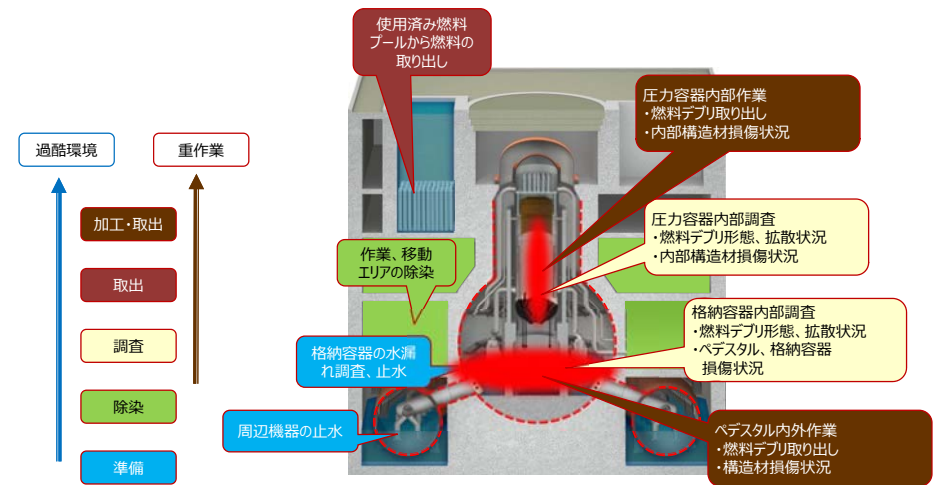 過酷環境
重作業
加工・取出
取出
調査
除染
準備
使用済み燃料
プールから燃料の
取り出し
圧力容器内部作業
・燃料デブリ取り出し
・内部構造材損傷状況
圧力容器内部調査
・燃料デブリ形態、拡散状況
・内部構造材損傷状況
作業、移動
エリアの除染
格納容器内部調査
・燃料デブリ形態、拡散状況
・ペデスタル、格納容器
損傷状況
格納容器の水漏
れ調査、止水
周辺機器の止水
ペデスタル内外作業
・燃料デブリ取り出し
・構造材損傷状況